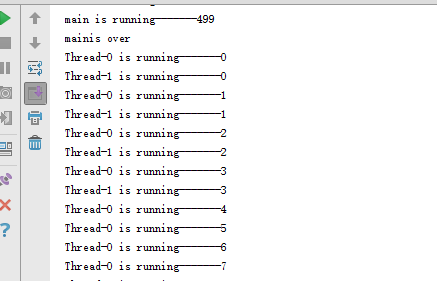 main is running———————499
mainis over
Thread-0 is running———————0
Thread-1 is running———————0
Thread-0 is running———————1
Thread-1 is running———————1
Thread-0 is running———————2
Thread-1 is running———————2
Thread-0 is running———————3
Thread-1 is running———————3
Thread-0 is running———————4
Thread-0 is running———————5
Thread-0 is running———————6
Thread-0 is running———————7